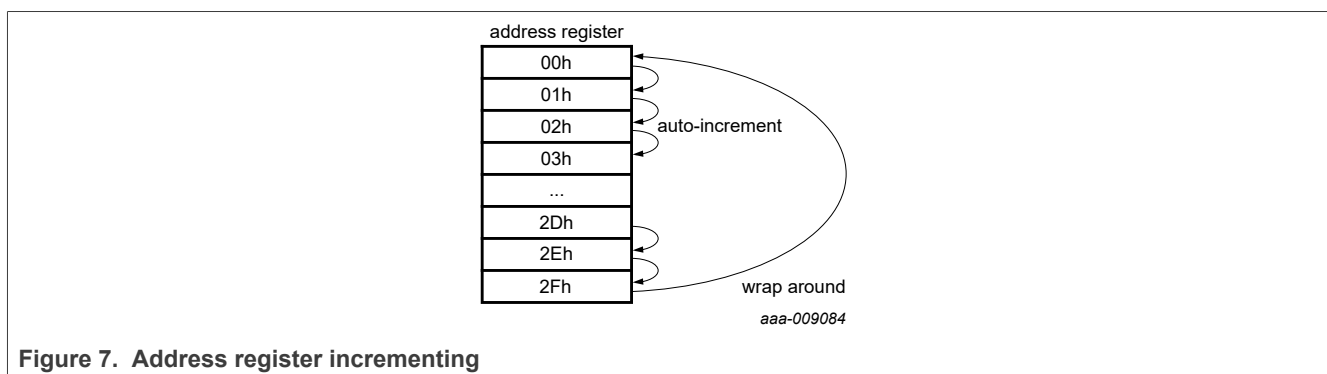 address register
00h
01h
02h
auto-increment
03h
...
2Dh
2Eh
2Fh
wrap around
aaa-009084
Figure 7. Address register incrementing